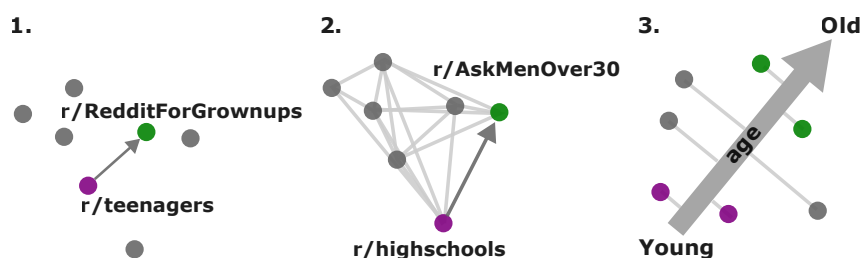 1.
r/RedditForGrownups
r/teenagers
2.
r/AskMenOver30
r/highschools
3.
Old
age
Young